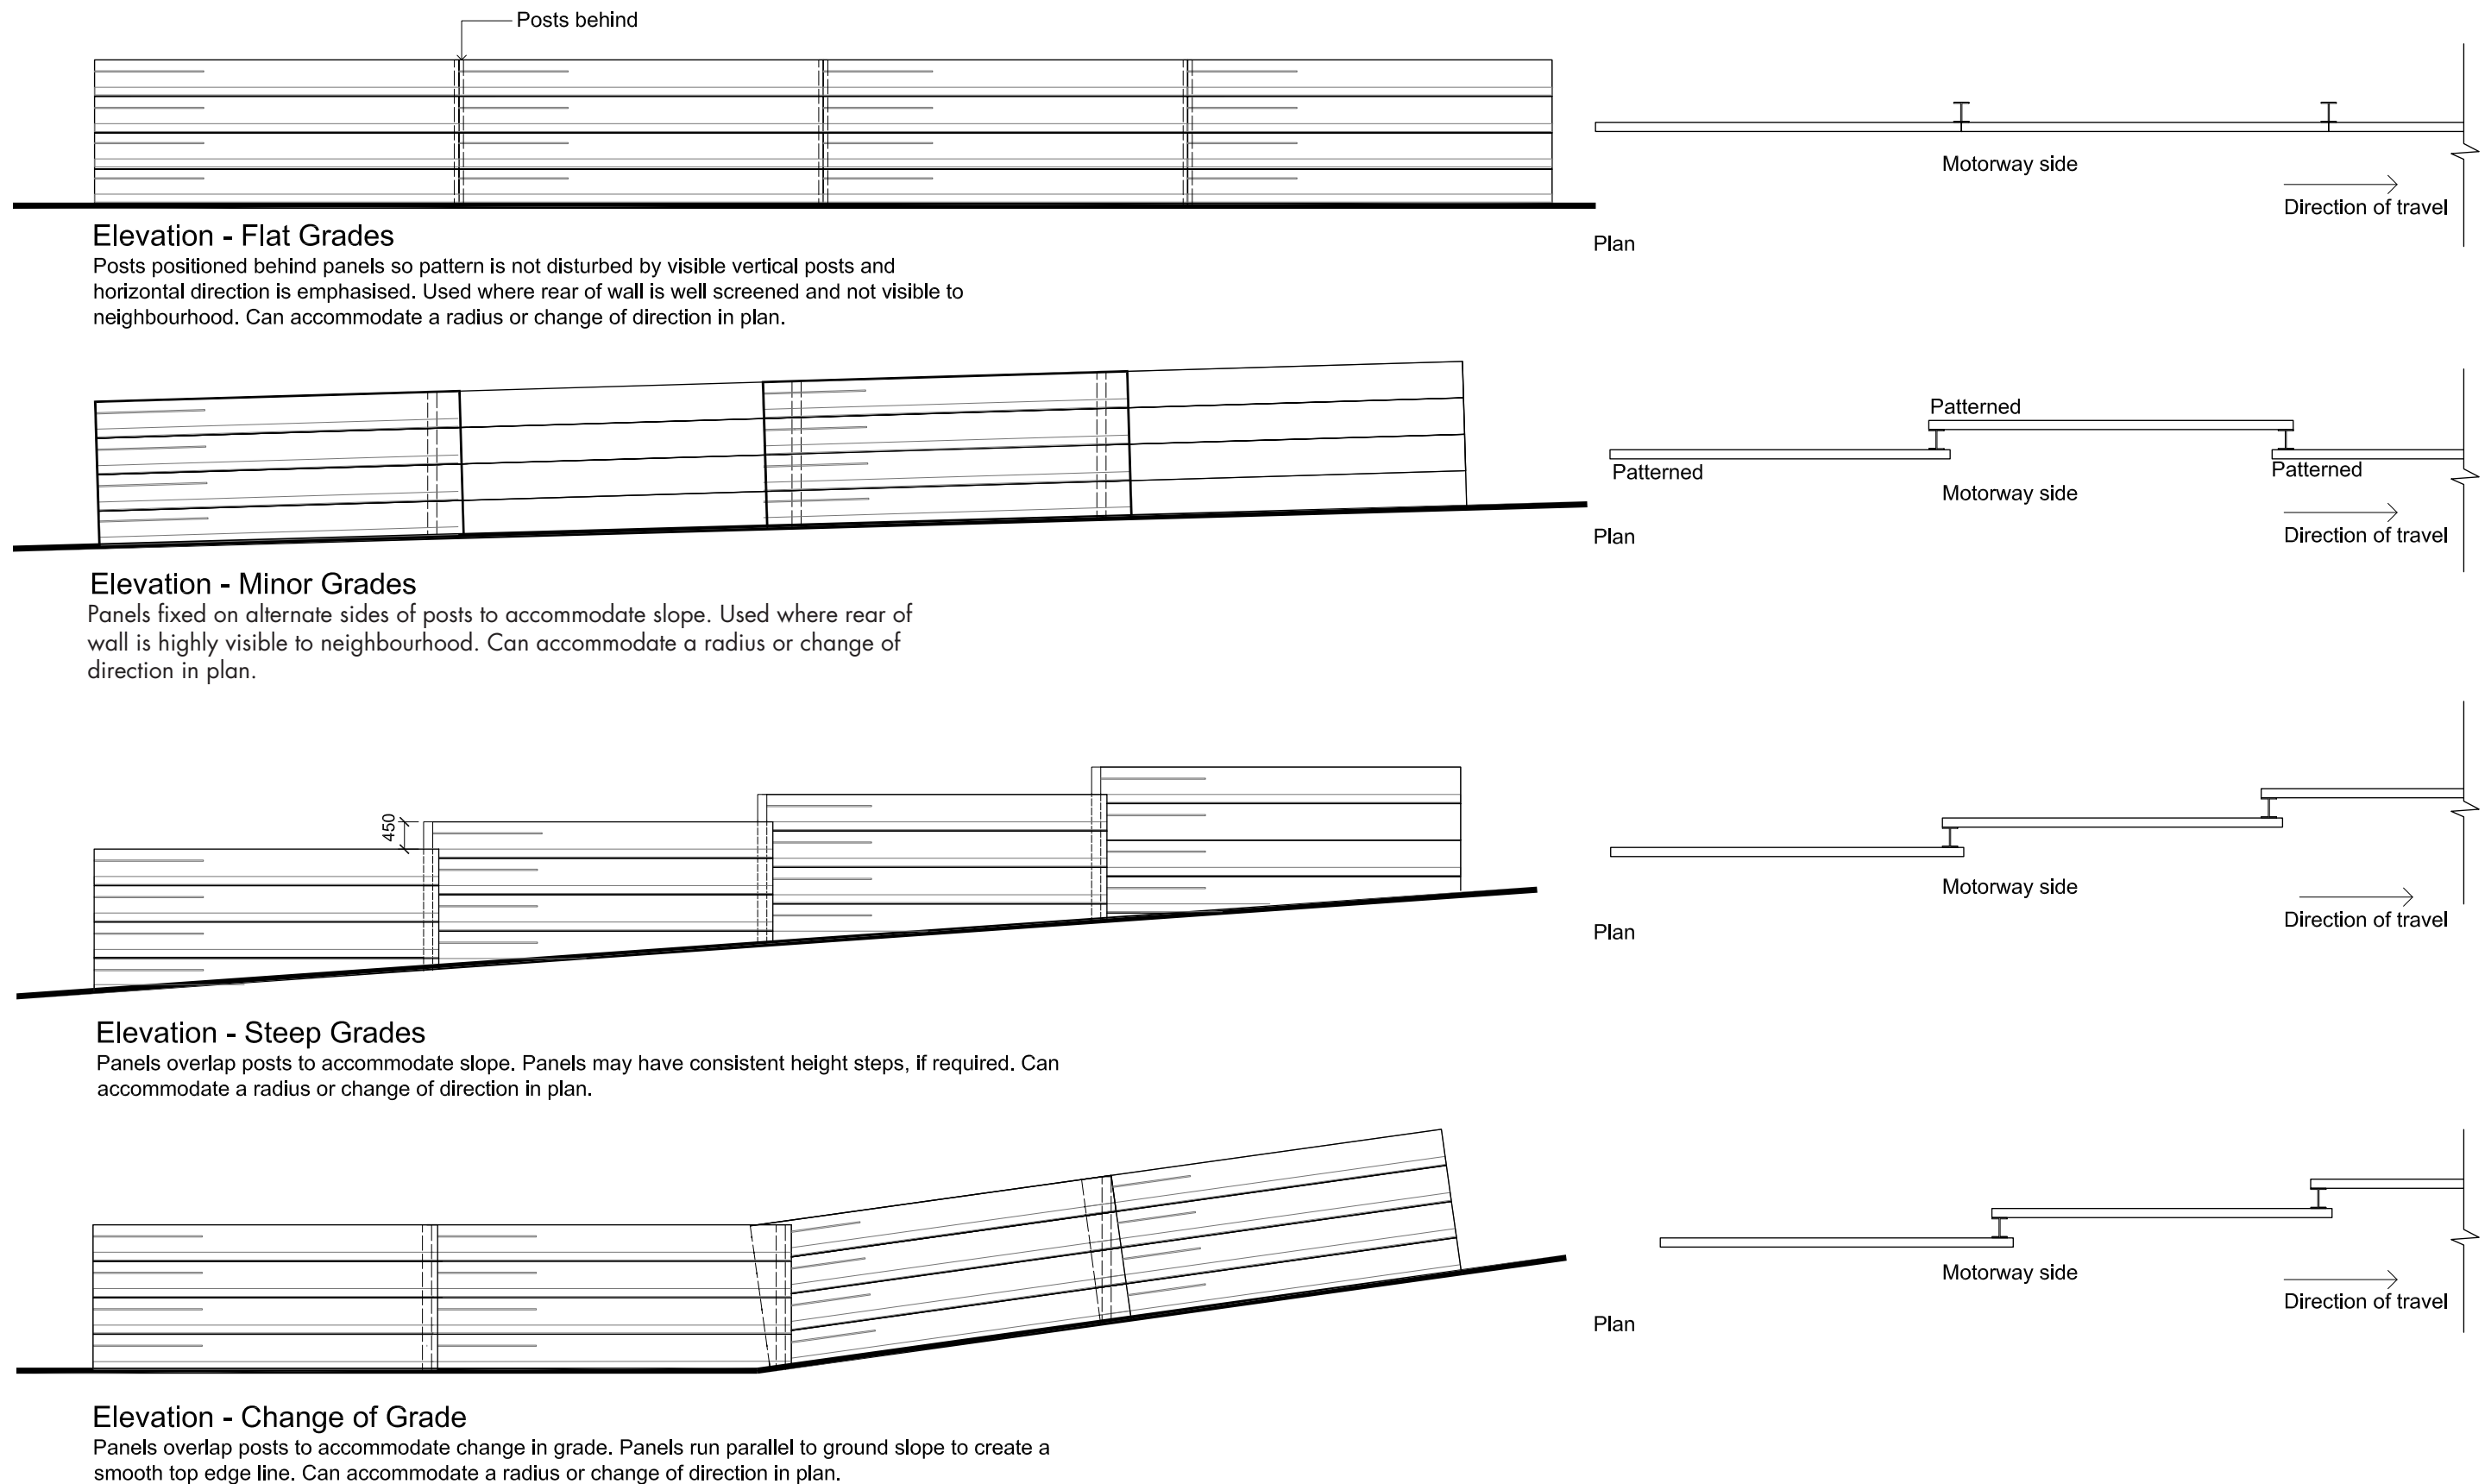 Posts behind
Motorway side
Direction of travel
Plan
Elevation - Flat Grades
Posts positioned behind panels so pattern is not disturbed by visible vertical posts and
horizontal direction is emphasised. Used where rear of wall is well screened and not visible to
neighbourhood. Can accommodate a radius or change of direction in plan.
Patterned
Patterned
Patterned
Motorway side
Direction of travel
Plan
Elevation - Minor Grades
Panels fixed on alternate sides of posts to accommodate slope. Used where rear of
wall is highly visible to neighbourhood. Can accommodate a radius or change of
direction in plan.
450
Motorway side
Direction of travel
Plan
Elevation - Steep Grades
Panels overlap posts to accommodate slope. Panels may have consistent height steps, if required. Can
accommodate a radius or change of direction in plan.
Motorway side
Direction of travel
Plan
Elevation - Change of Grade
Panels overlap posts to accommodate change in grade. Panels run parallel to ground slope to create a
smooth top edge line. Can accommodate a radius or change of direction in plan.